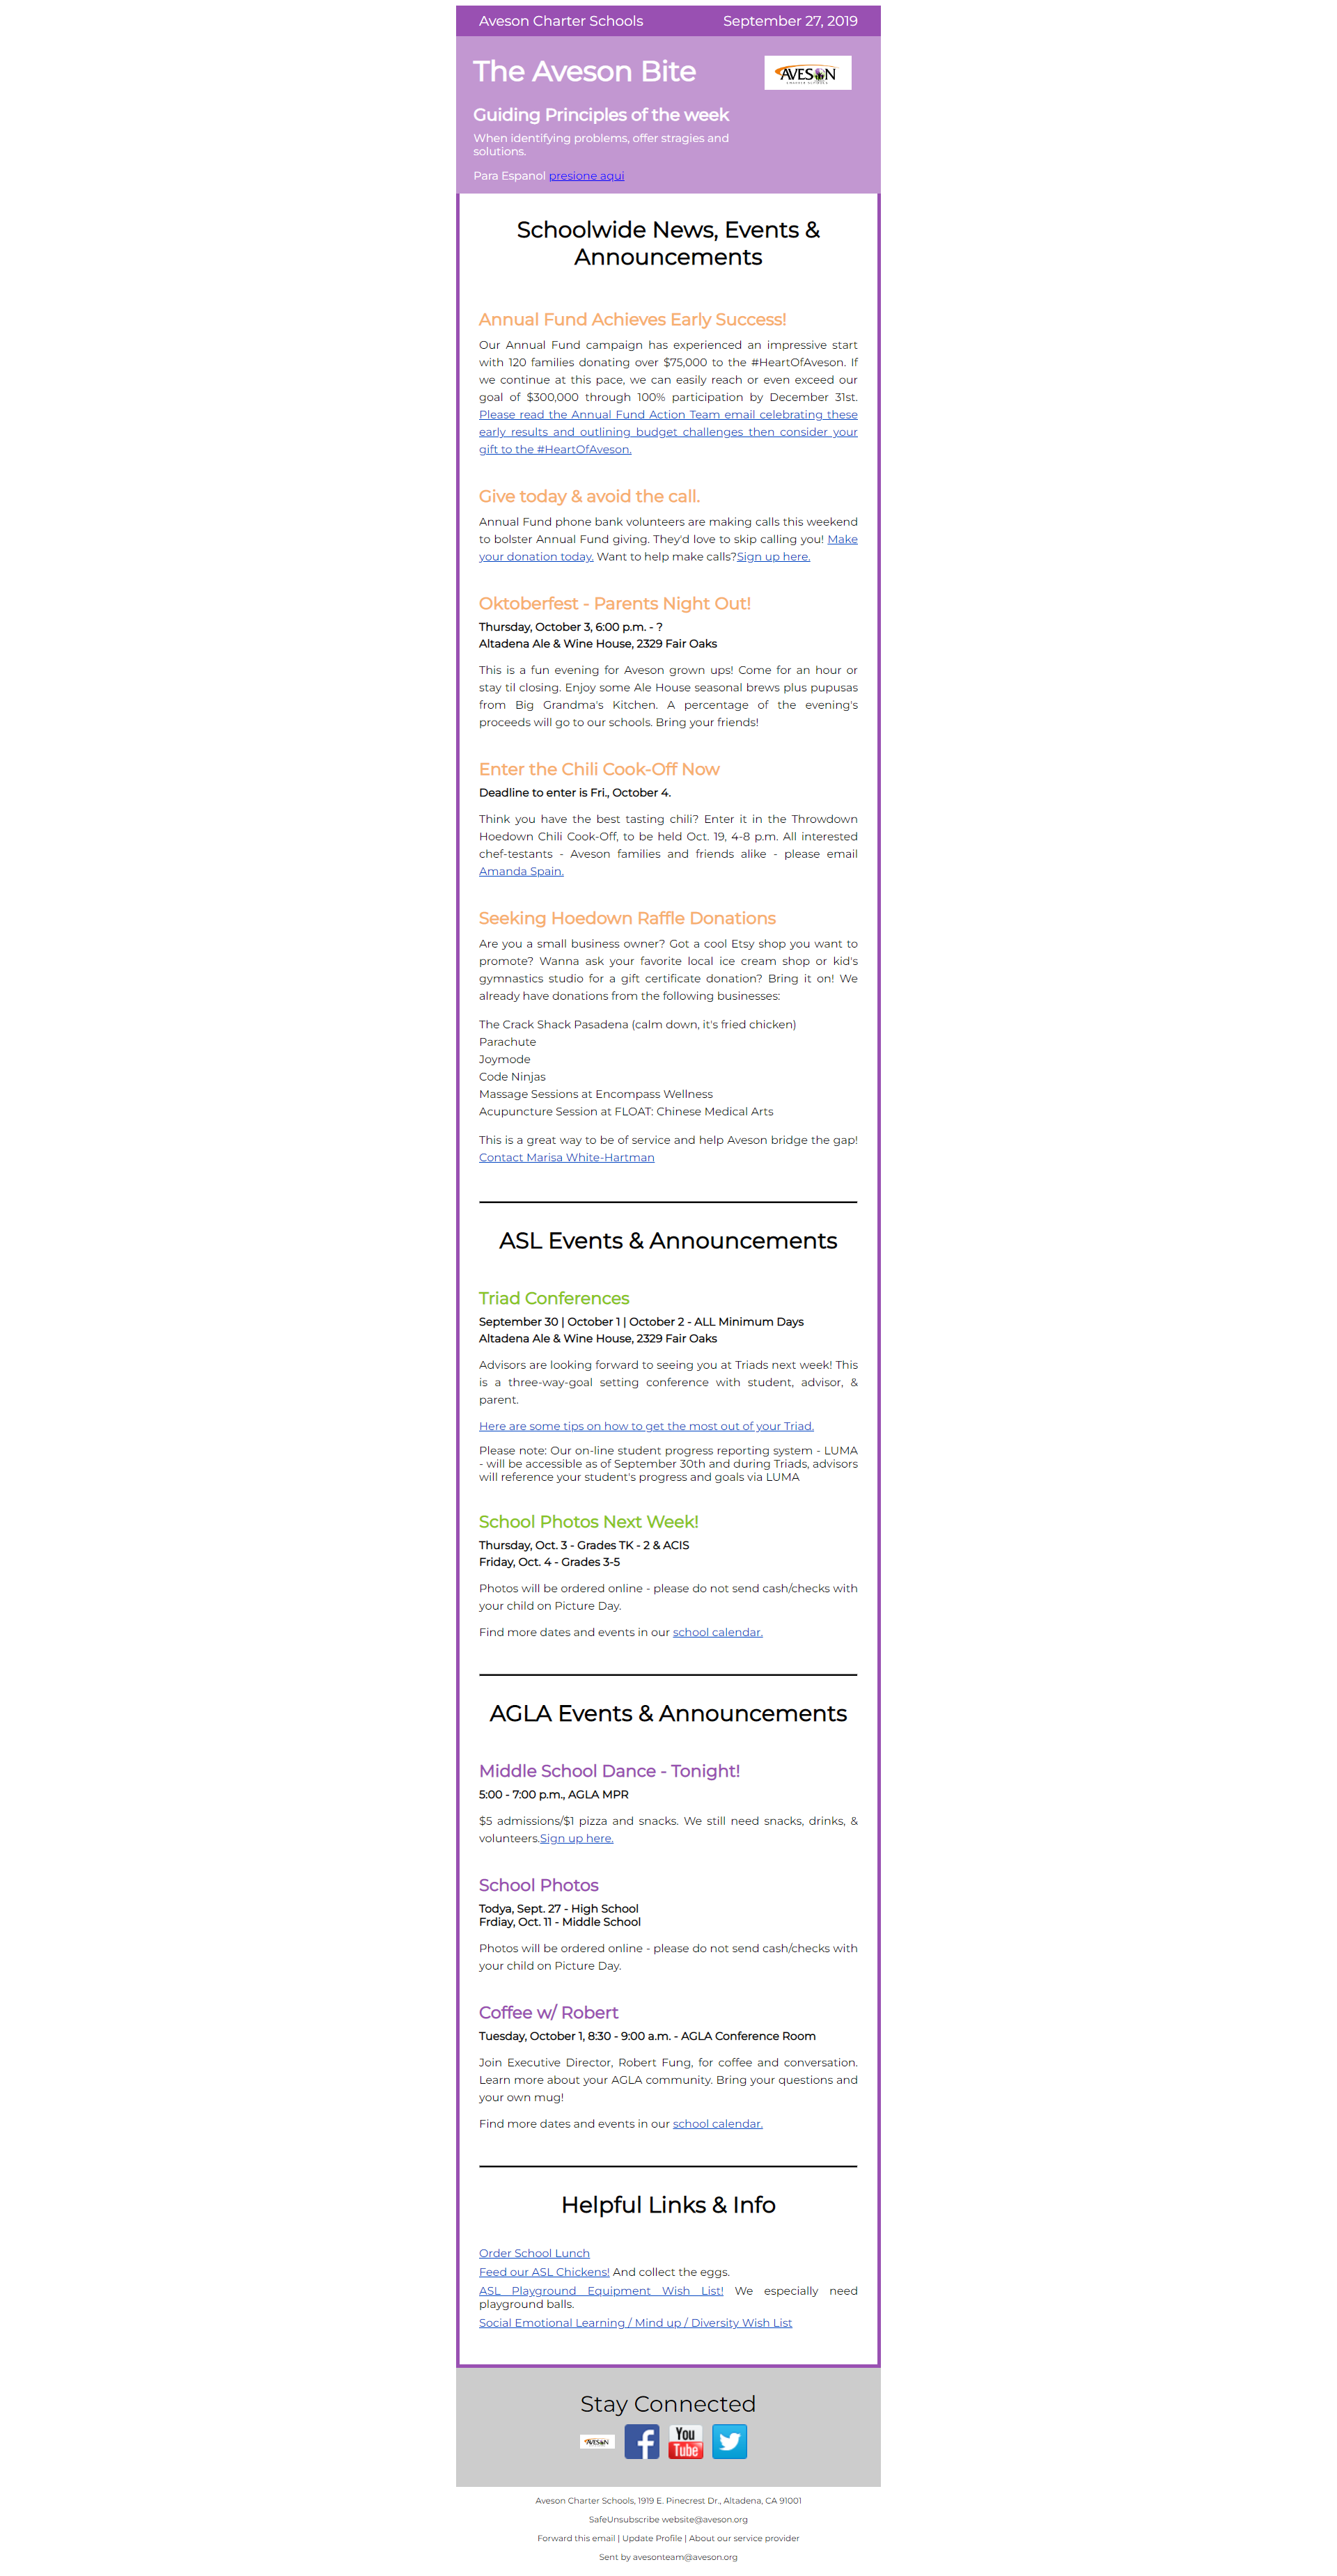 Aveson Charter Schools September 27, 2019
The Aveson Bite
AVESON
Guiding Principles of the week
When identifying problems, offer stragies and
solutions.
Para Espanol presione aqui
Schoolwide News, Events &
Announcements
Annual Fund Achieves Early Success!
Our Annual Fund campaign has experienced an impressive start
with 120 families donating over $75,000 to the #HeartOfAveson. If
we continue at this pace, we can easily reach or even exceed our
goal of $300,000 through 100% participation by December 31st.
Please read the Annual Fund Action Team email celebrating these
early results and outlining budget challenges then consider your
gift to the #HeartOfAveson.
Give today & avoid the call.
Annual Fund phone bank volunteers are making calls this weekend
to bolster Annual Fund giving. They'd love to skip calling you! Make
your donation today. Want to help make calls?Sign up here.
Oktoberfest - Parents Night Out!
Thursday, October 3, 6:00 p.m. - ?
Altadena Ale & Wine House, 2329 Fair Oaks
This is a fun evening for Aveson grown ups! Come for an hour or
stay til closing. Enjoy some Ale House seasonal brews plus pupusas
from Big Grandma's Kitchen. A percentage of the evening's
proceeds will go to our schools. Bring your friends!
Enter the Chili Cook-Off Now
Deadline to enter is Fri., October 4.
Think you have the best tasting chili? Enter it in the Throwdown
Hoedown Chili Cook-Off, to be held Oct. 19, 4-8 p.m. All interested
chef-testants - Aveson families and friends alike - please email
Amanda Spain.
Seeking Hoedown Raffle Donations
Are you a small business owner? Got a cool Etsy shop you want to
promote? Wanna ask your favorite local ice cream shop or kid's
gymnastics studio for a gift certificate donation? Bring it on! We
already have donations from the following businesses:
The Crack Shack Pasadena (calm down, it's fried chicken)
Parachute
Joymode
Code Ninjas
Massage Sessions at Encompass Wellness
Acupuncture Session at FLOAT: Chinese Medical Arts
This is a great way to be of service and help Aveson bridge the gap!
Contact Marisa White-Hartman
ASL Events & Announcements
Triad Conferences
September 30 | October 1 | October 2 - ALL Minimum Days
Altadena Ale & Wine House, 2329 Fair Oaks
Advisors are looking forward to seeing you at Triads next week! This
is a three-way-goal setting conference with student, advisor, &
parent.
Here are some tips on how to get the most out of your Triad.
Please note: Our on-line student progress reporting system - LUMA
- will be accessible as of September 30th and during Triads, advisors
will reference your student's progress and goals via LUMA
School Photos Next Week!
Thursday, Oct. 3 - Grades TK - 2 & ACIS
Friday, Oct. 4 - Grades 3-5
Photos will be ordered online - please do not send cash/checks with
your child on Picture Day.
Find more dates and events in our school calendar.
AGLA Events & Announcements
Middle School Dance - Tonight!
5:00 - 7:00 p.m., AGLA MPR
$5 admissions/$1 pizza and snacks. We still need snacks, drinks, &
volunteers.Sign up here.
School Photos
Todya, Sept. 27 - High School
Frdiay, Oct. 11 - Middle School
Photos will be ordered online - please do not send cash/checks with
your child on Picture Day.
Coffee w/ Robert
Tuesday, October 1, 8:30 - 9:00 a.m. - AGLA Conference Room
Join Executive Director, Robert Fung, for coffee and conversation.
Learn more about your AGLA community. Bring your questions and
your own mug!
Find more dates and events in our school calendar.
Helpful Links & Info
Order School Lunch
Feed our ASL Chickens! And collect the eggs.
ASL Playground Equipment Wish List! We especially need
playground balls.
Social Emotional Learning / Mind up / Diversity Wish List
Stay Connected
AVESON
You
Tube
Aveson Charter Schools, 1919 E. Pinecrest Dr., Altadena, CA 91001
SafeUnsubscribe website@aveson.org
Forward this email | Update Profile | About our service provider
Sent by avesonteam@aveson.org